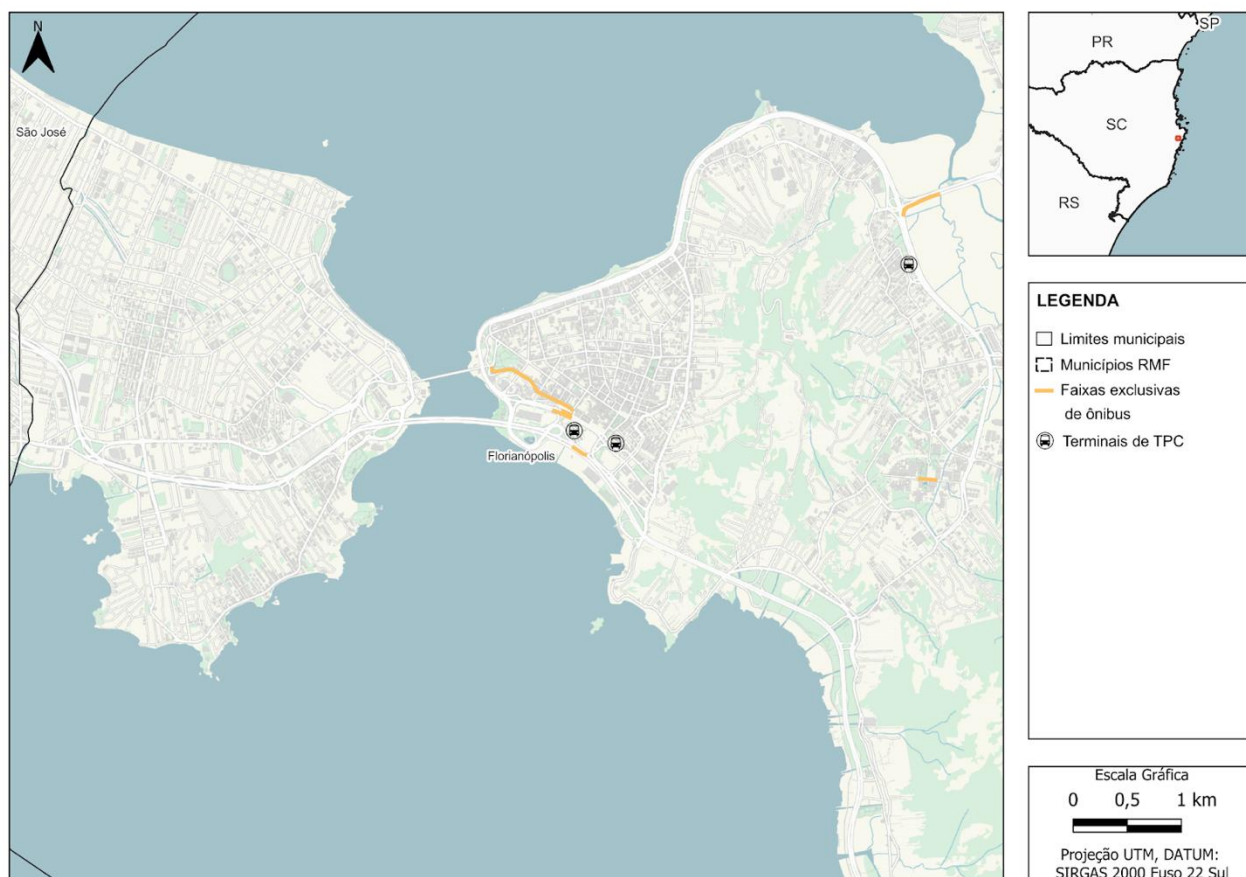 N
São José
Florianópolis
SP
PR
SC
RS
LEGENDA
Limites municipais
Municípios RMF
Faixas exclusivas
de ônibus
Terminais de TPC
Escala Gráfica
0 0,5 1 km
Projeção UTM, DATUM:
SIRGAS 2000 Fuso 22 Sul